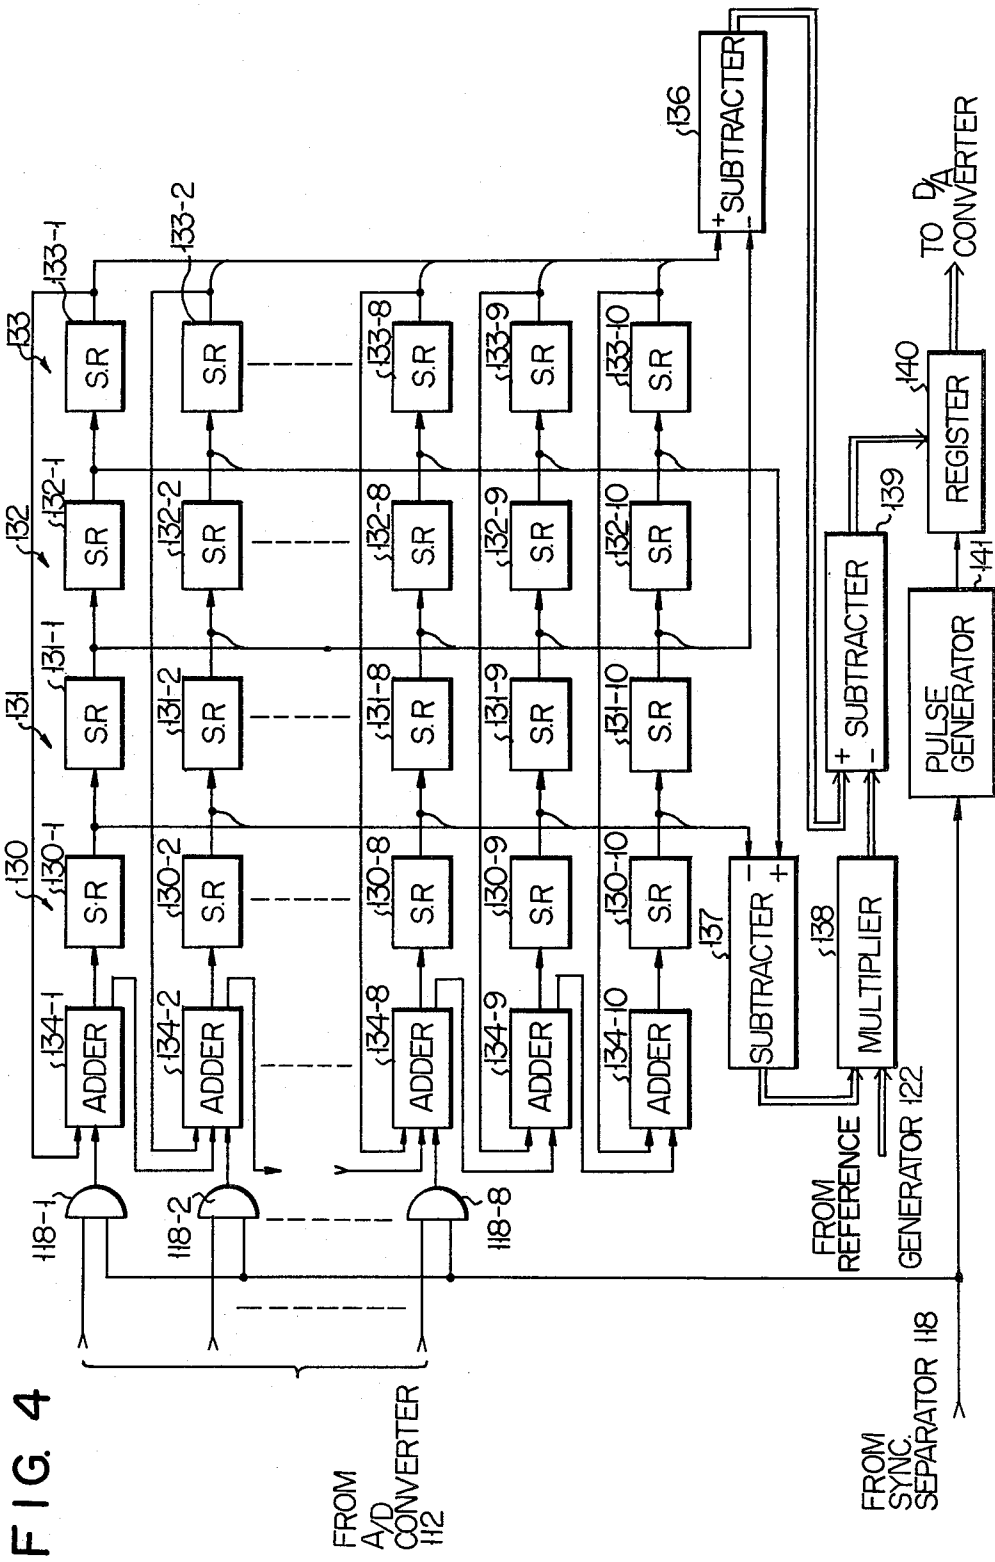 FIG. 4
FROM
A/D
CONVERTER
112
FROM
SYNC.
SEPARATOR 118
118-1
118-2
118-8
134-1
ADDER
134-2
ADDER
134-8
ADDER
134-9
ADDER
134-10
ADDER
130
130-1
S.R
130-2
S.R
130-8
S.R
130-9
S.R
130-10
S.R
131
131-1
S.R
131-2
S.R
131-8
S.R
131-9
S.R
131-10
S.R
132
132-1
S.R
132-2
S.R
132-8
S.R
132-9
S.R
132-10
S.R
133
133-1
S.R
133-2
S.R
133-8
S.R
133-9
S.R
133-10
S.R
136
+
SUBTRACTER
-
137
SUBTRACTER
-
+
FROM
REFERENCE
GENERATOR 122
138
MULTIPLIER
+
SUBTRACTER
-
139
PULSE
GENERATOR
141
140
REGISTER
TO D/A
CONVERTER